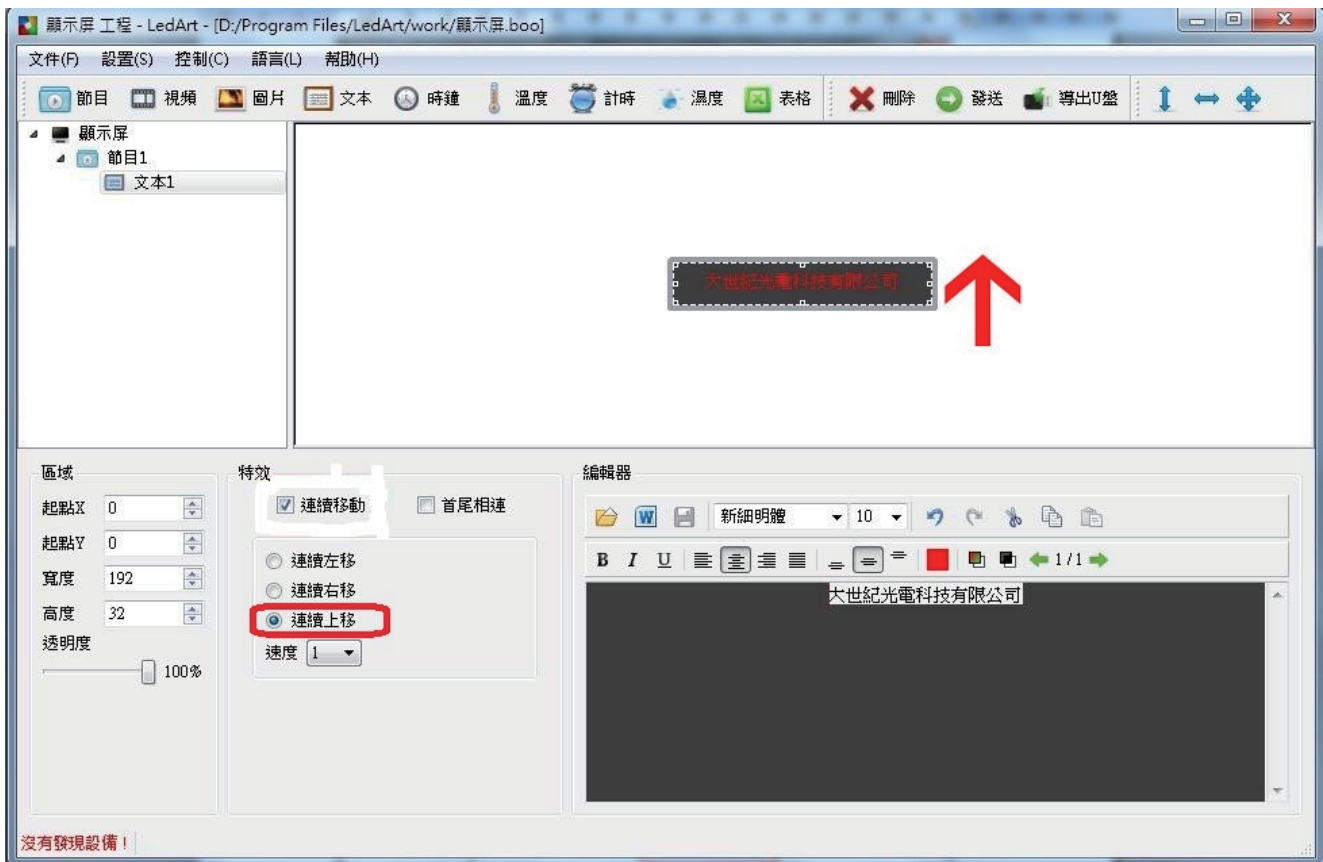 顯示屏 工程 - LedArt - [D:/Program Files/LedArt/work/顯示屏.boo]
文件(F) 設置(S) 控制(C) 語言(L) 幫助(H)
節目 視頻 圖片 文本 時鐘 溫度 計時 濕度 表格 刪除 發送 導出U盤
顯示屏
節目1
文本1
大世紀光電科技有限公司
區域
起點X 0
起點Y 0
寬度 192
高度 32
透明度
100%
特效
連續移動 首尾相連
連續左移
連續右移
連續上移
速度 1
編輯器
新細明體 10
B I U 1/1
大世紀光電科技有限公司
沒有發現設備！